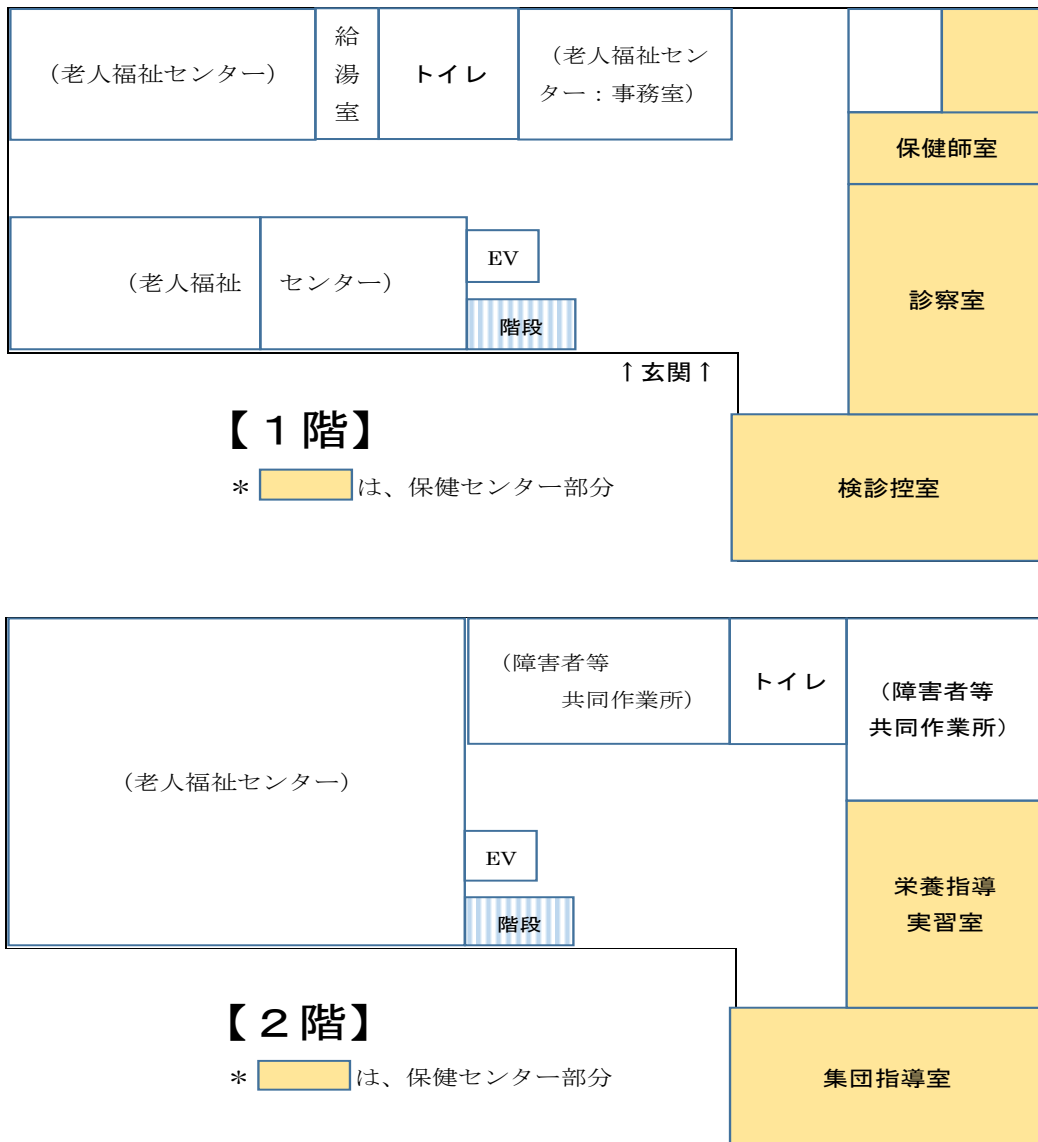 （老人福祉センター）
給
湯
室
トイレ
（老人福祉セン
ター：事務室）
保健師室
（老人福祉　センター）
EV
階段
診察室
↑玄関↑
【１階】
＊　は、保健センター部分
検診控室
（老人福祉センター）
（障害者等
共同作業所）
トイレ
（障害者等
共同作業所）
EV
階段
栄養指導
実習室
【２階】
＊　は、保健センター部分
集団指導室